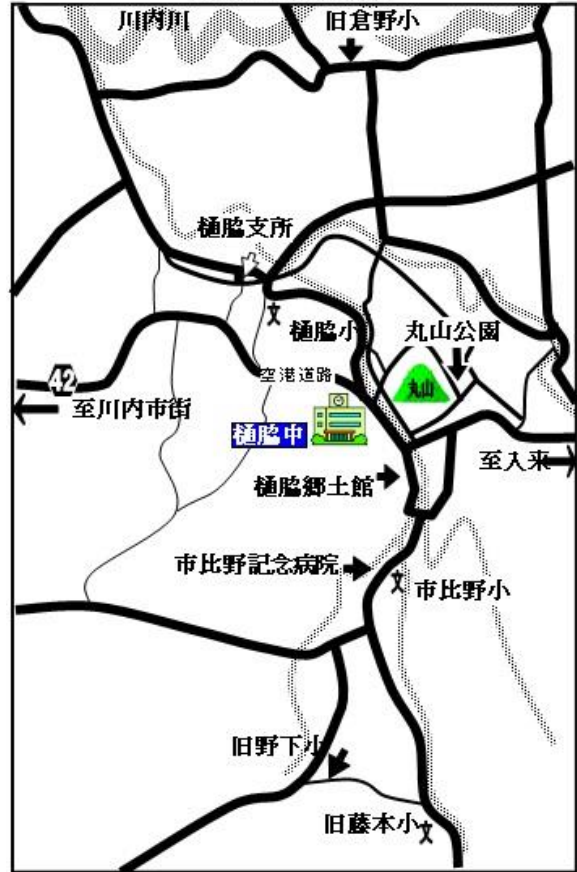 川内川
旧倉野小
樋脇支所
樋脇小
丸山公園
42
空港道路
丸山
至川内市街
樋脇中
至入来
樋脇郷土館
市比野記念病院
市比野小
旧野下小
旧藤本小